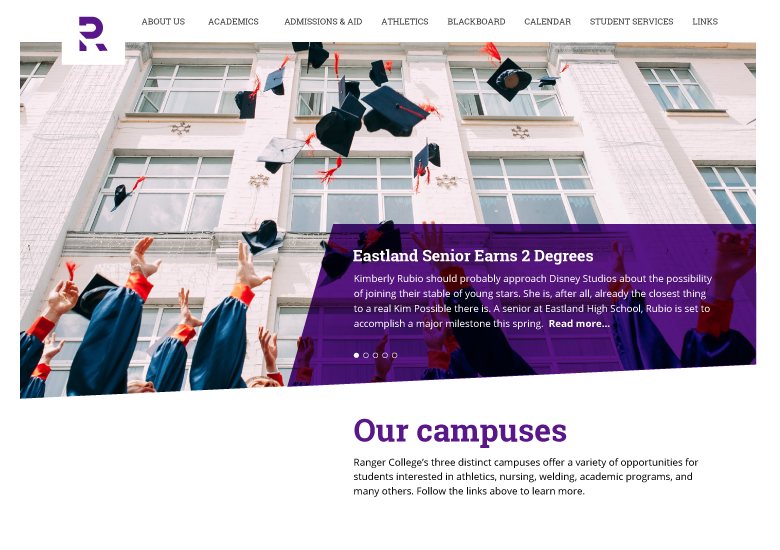 R
ABOUT US ACADEMICS ADMISSIONS & AID ATHLETICS BLACKBOARD CALENDAR STUDENT SERVICES LINKS
Eastland Senior Earns 2 Degrees
Kimberly Rubio should probably approach Disney Studios about the possibility
of joining their stable of young stars. She is, after all, already the closest thing
to a real Kim Possible there is. A senior at Eastland High School, Rubio is set to
accomplish a major milestone this spring. Read more...
Our campuses
Ranger College's three distinct campuses offer a variety of opportunities for
students interested in athletics, nursing, welding, academic programs, and
many others. Follow the links above to learn more.